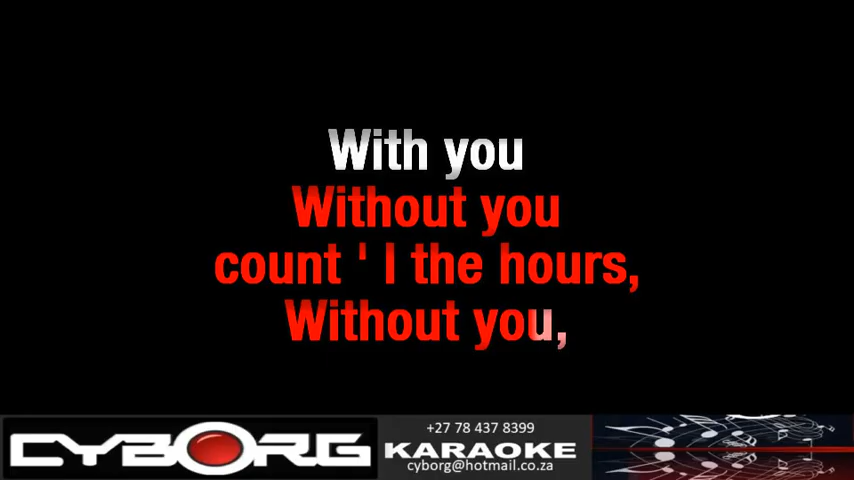 With you
Without you
count ' I the hours,
Without you,
CYBORG
+27 78 437 8399
KARAOKE
cyborg@hotmail.co.za